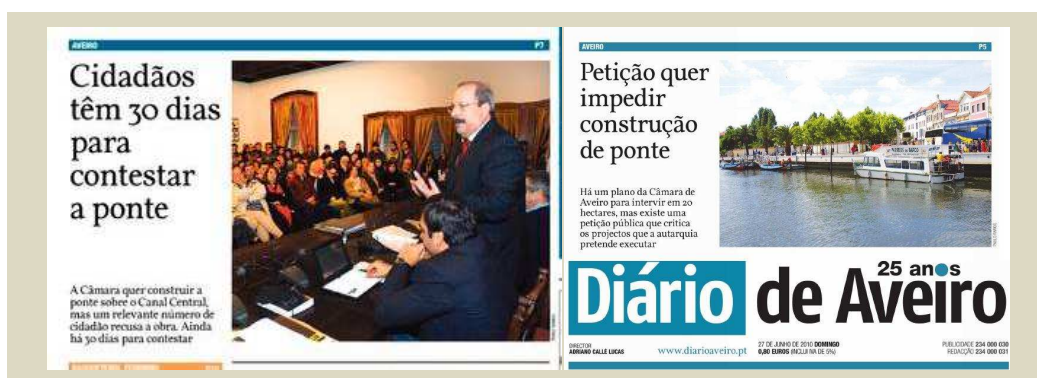 AVEIRO P7
Cidadãos
têm 30 dias
para
contestar
a ponte
A Câmara quer construir a
ponte sobre o Canal Central,
mas um relevante número de
cidadão recusa a obra. Ainda
há 30 dias para contestar
AVEIRO P5
Petição quer
impedir
construção
de ponte
Há um plano da Câmara de
Aveiro para intervir em 20
hectares, mas existe uma
petição pública que critica
os projectos que a autarquia
pretende executar
25 anos
Diário de Aveiro
DIRECTOR
ADRIANO CALLE LUCAS
www.diarioaveiro.pt
27 DE JUNHO DE 2010 DOMINGO
0,80 EUROS (INCLUI IVA DE 5%)
PUBLICIDADE 234 000 030
REDACÇÃO 234 000 031